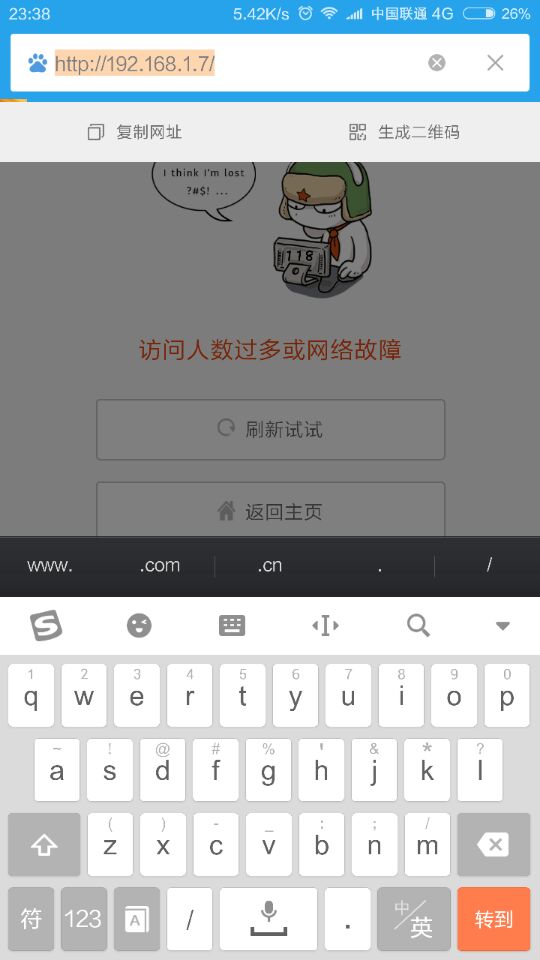 23:38 5.42K/s 中国联通 4G 26%
http://192.168.1.7/
复制网址 生成二维码
I think I'm lost
?#$! ...
118
访问人数过多或网络故障
刷新试试
返回主页
www. .com .cn . /
S
1 2 3 4 5 6 7 8 9 0
q w e r t y u i o p
~ ! @ # % ' & * ?
a s d f g h j k l
( ) - _ : ; /
z x c v b n m
符 123 A / . 中/英 转到